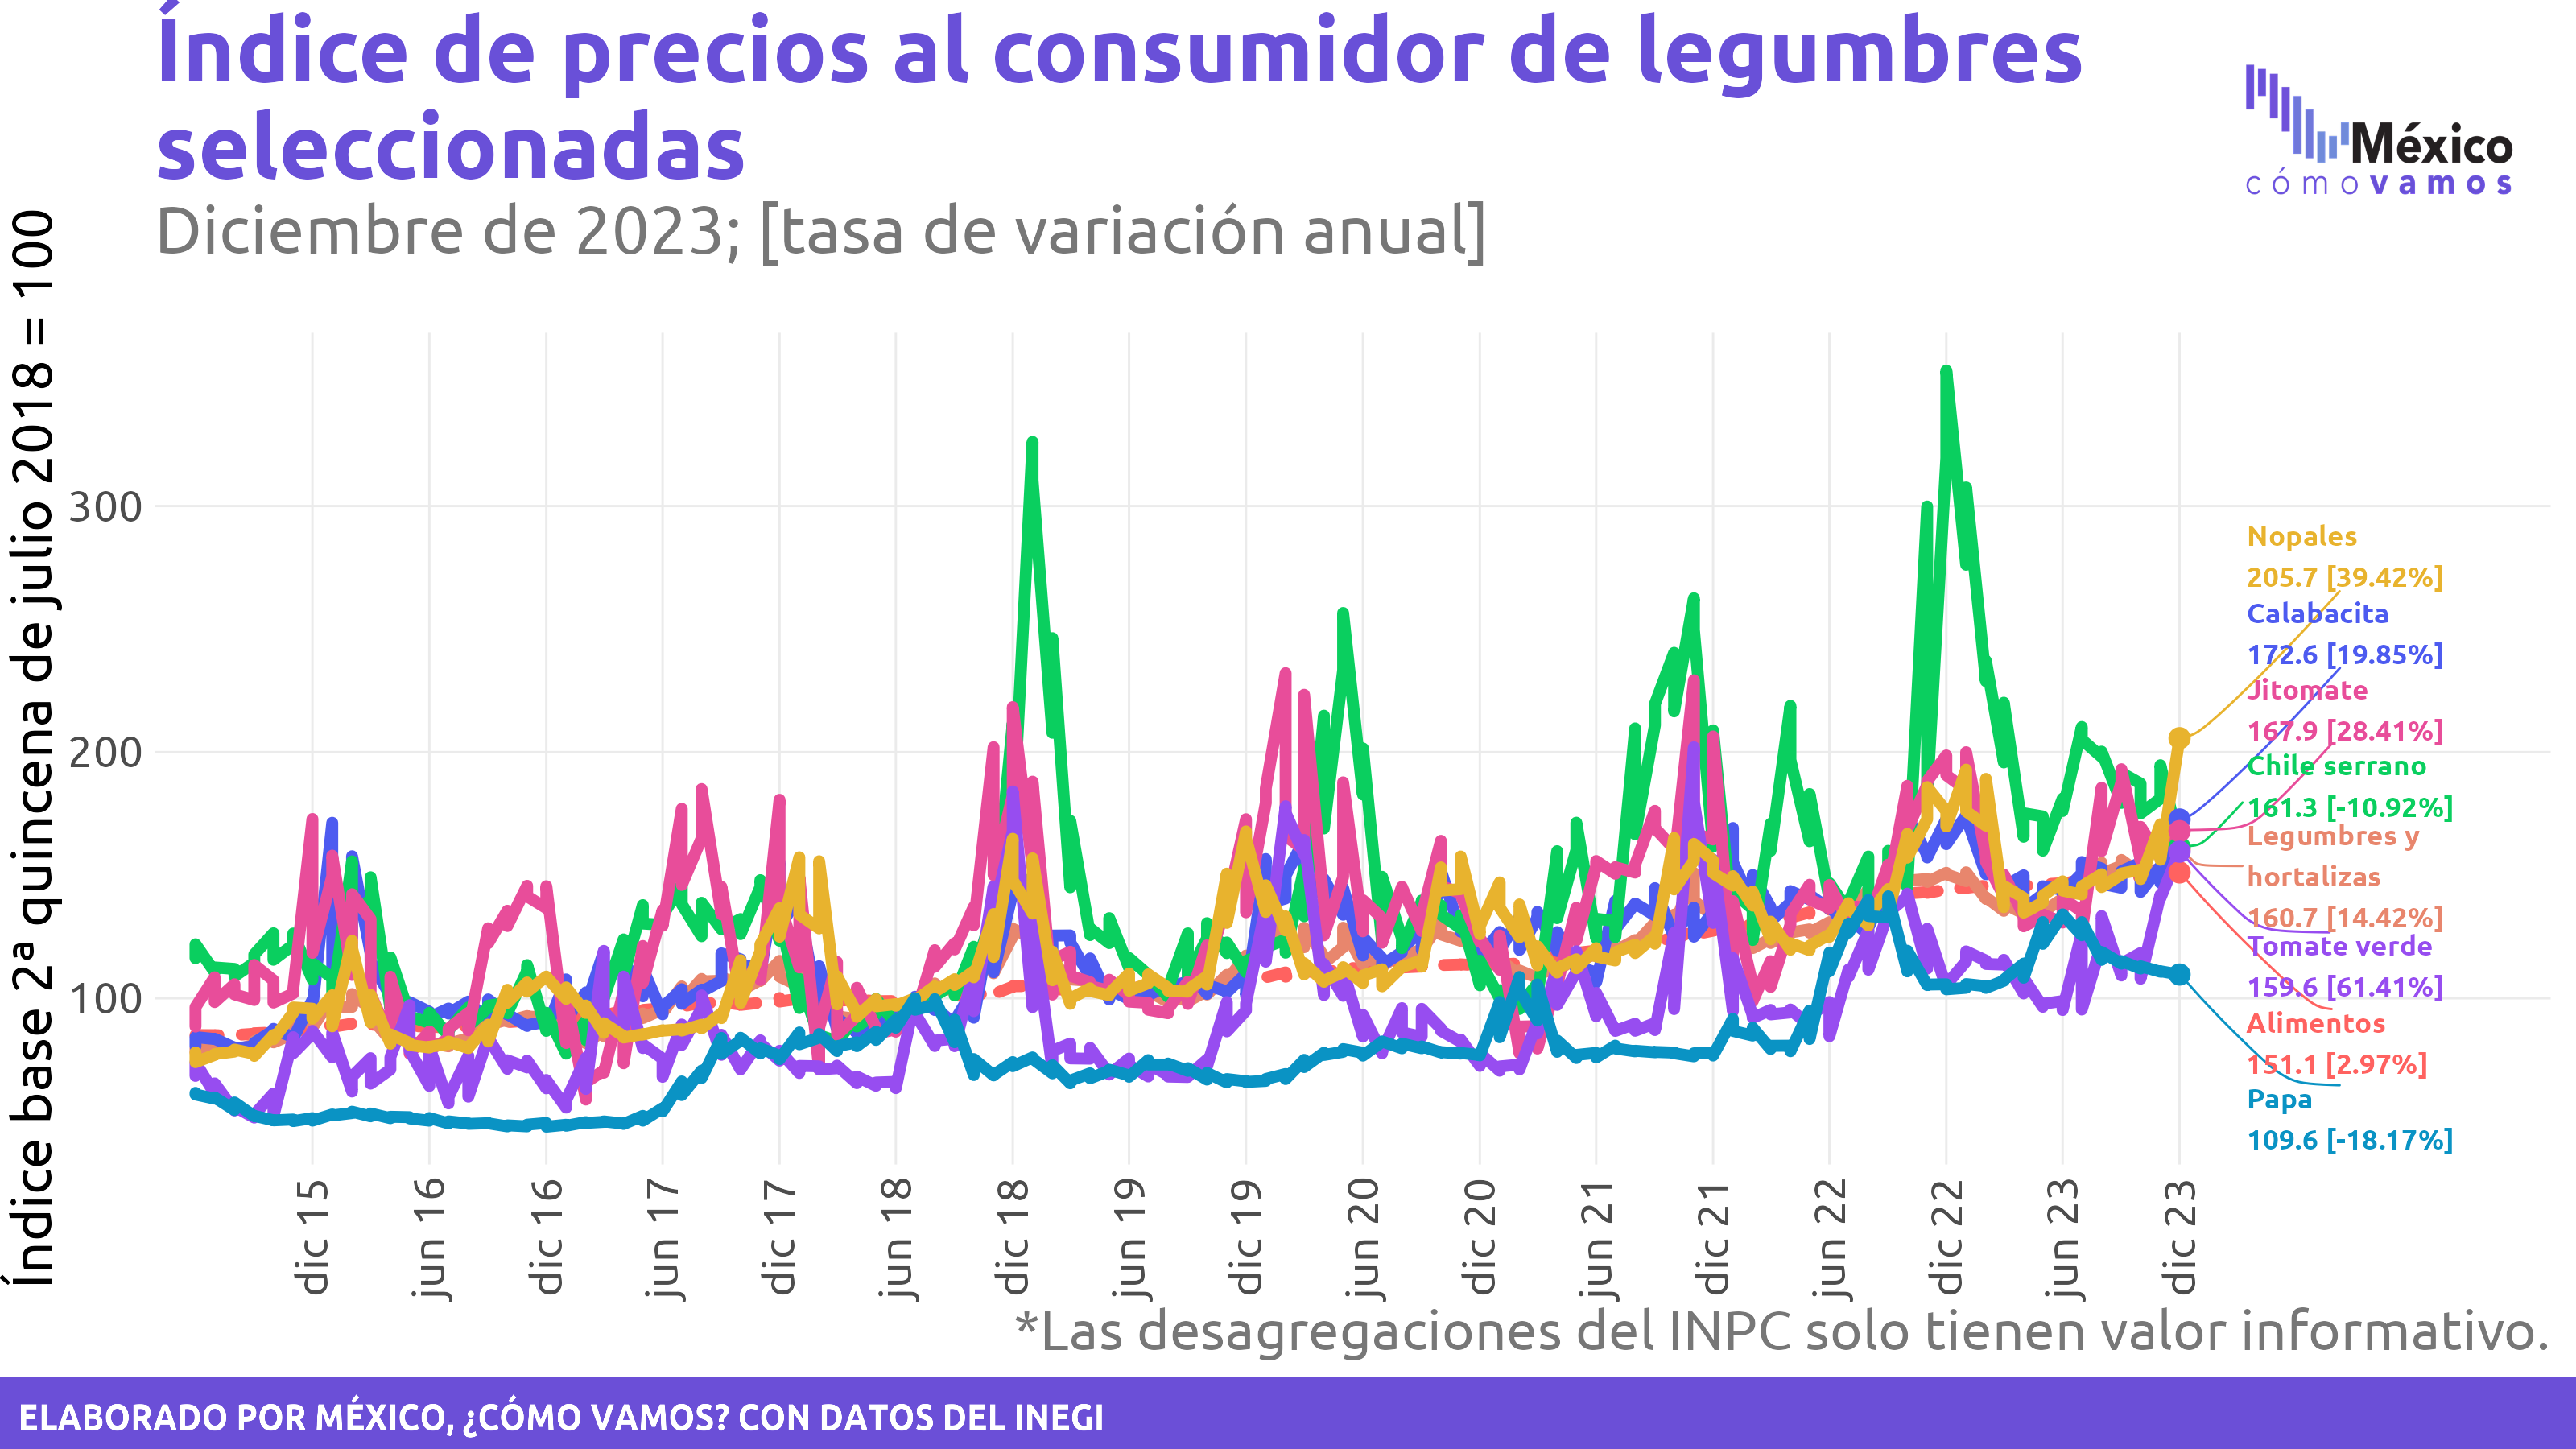 Índice de precios al consumidor de legumbres
seleccionadas
Diciembre de 2023; [tasa de variación anual]
México
cómo vamos
Índice base 2ª quincena de julio 2018 = 100
300
200
100
Nopales
205.7 [39.42%]
Calabacita
172.6 [19.85%]
Jitomate
167.9 [28.41%]
Chile serrano
161.3 [-10.92%]
Legumbres y
hortalizas
160.7 [14.42%]
Tomate verde
159.6 [61.41%]
Alimentos
151.1 [2.97%]
Papa
109.6 [-18.17%]
dic 15
jun 16
dic 16
jun 17
dic 17
jun 18
dic 18
jun 19
dic 19
jun 20
dic 20
jun 21
dic 21
jun 22
dic 22
jun 23
dic 23
*Las desagregaciones del INPC solo tienen valor informativo.
ELABORADO POR MÉXICO, ¿CÓMO VAMOS? CON DATOS DEL INEGI